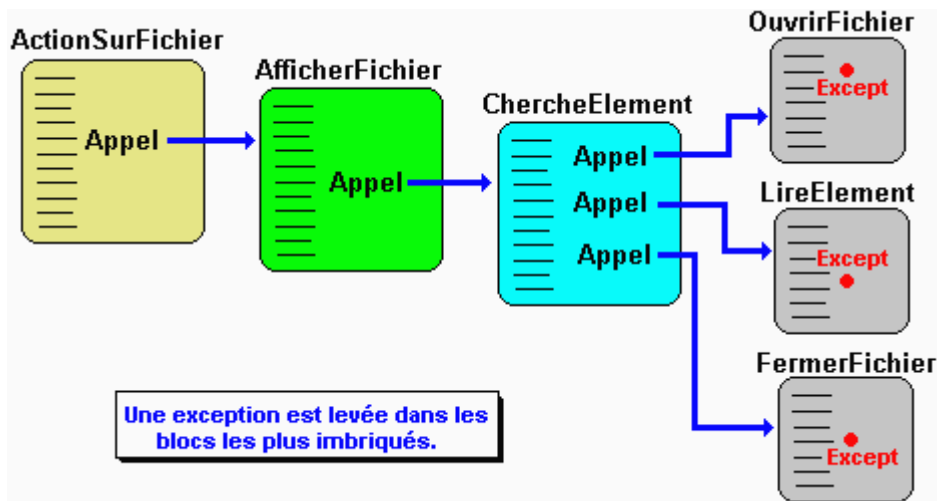 ActionSurFichier
Appel
AfficherFichier
Appel
ChercheElement
Appel
Appel
Appel
OuvrirFichier
Except
LireElement
Except
FermerFichier
Except
Une exception est levée dans les
blocs les plus imbriqués.